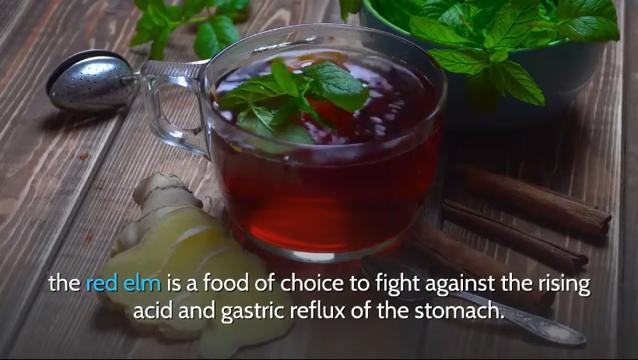 the red elm is a food of choice to fight against the rising
acid and gastric reflux of the stomach.